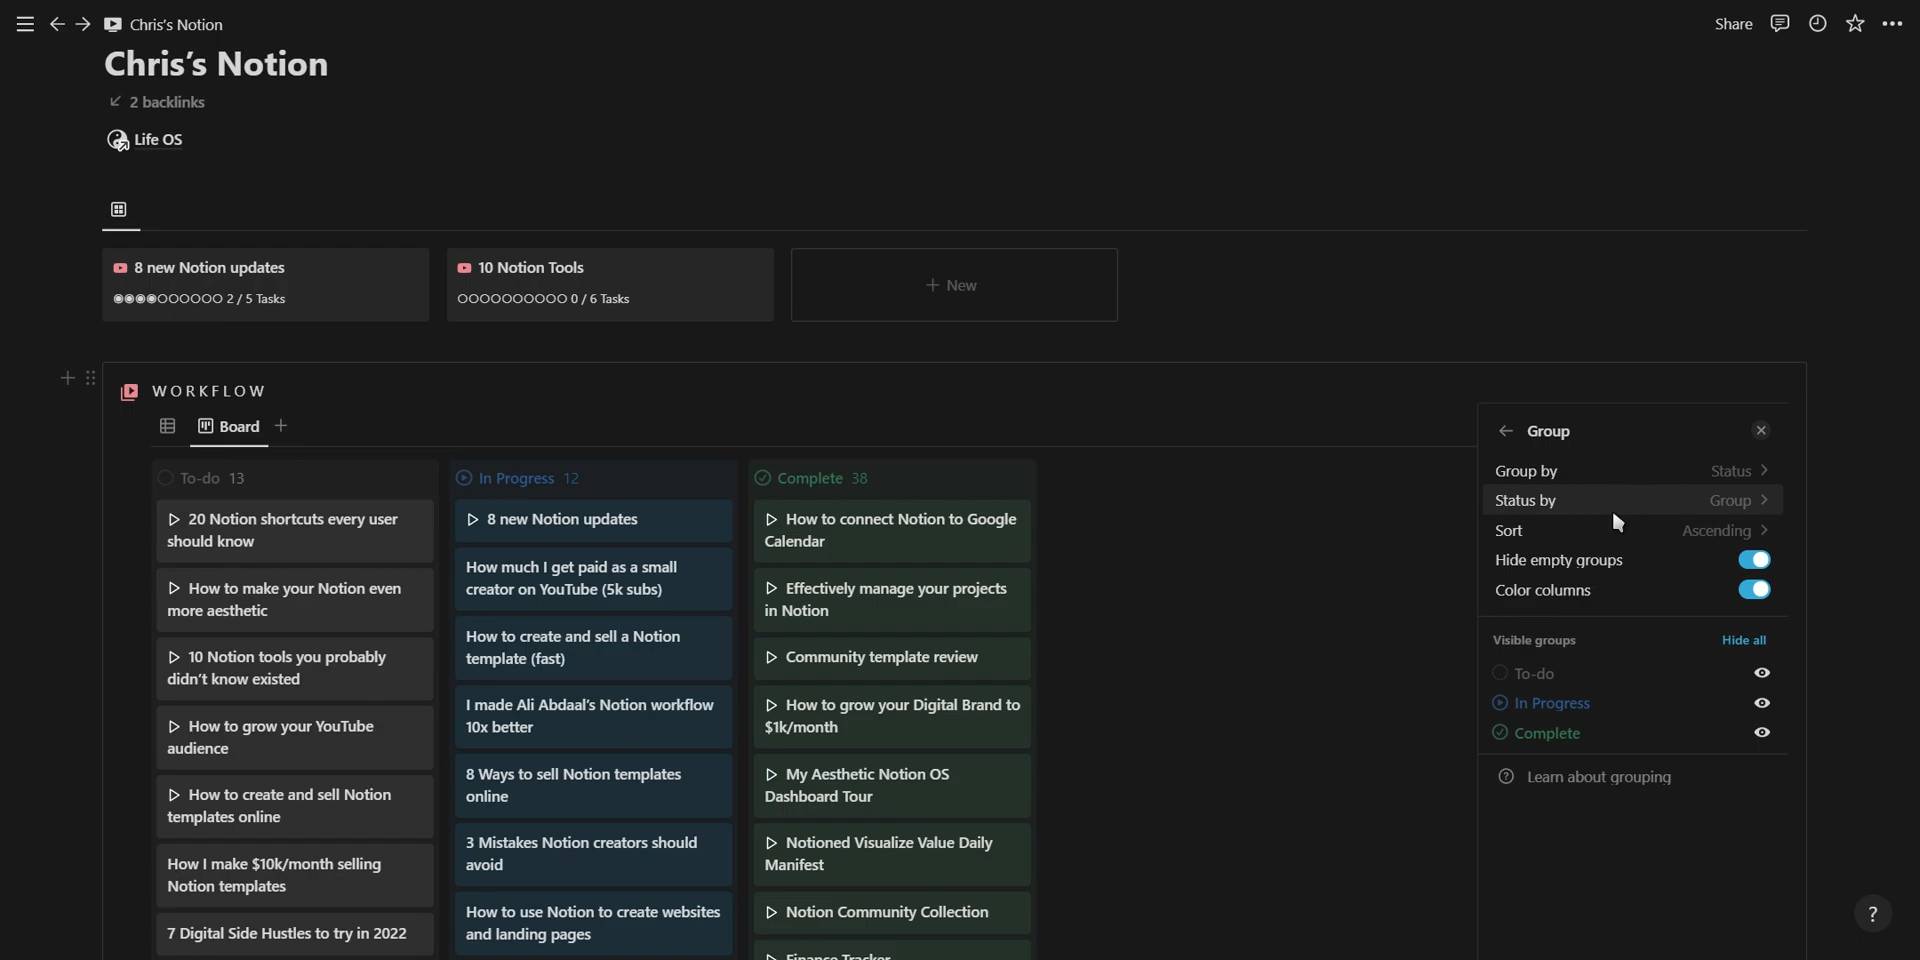 Chris's Notion
Share
Chris's Notion
2 backlinks
Life OS
8 new Notion updates
2 / 5 Tasks
10 Notion Tools
0 / 6 Tasks
+ New
WORKFLOW
Board
To-do 13
20 Notion shortcuts every user
should know
How to make your Notion even
more aesthetic
10 Notion tools you probably
didn't know existed
How to grow your YouTube
audience
How to create and sell Notion
templates online
How I make $10k/month selling
Notion templates
7 Digital Side Hustles to try in 2022
In Progress 12
8 new Notion updates
How much I get paid as a small
creator on YouTube (5k subs)
How to create and sell a Notion
template (fast)
I made Ali Abdaal's Notion workflow
10x better
8 Ways to sell Notion templates
online
3 Mistakes Notion creators should
avoid
How to use Notion to create websites
and landing pages
Complete 38
How to connect Notion to Google
Calendar
Effectively manage your projects
in Notion
Community template review
How to grow your Digital Brand to
$1k/month
My Aesthetic Notion OS
Dashboard Tour
Notioned Visualize Value Daily
Manifest
Notion Community Collection
Finance Tracker
Group
Group by Status
Status by Group
Sort Ascending
Hide empty groups
Color columns
Visible groups Hide all
To-do
In Progress
Complete
Learn about grouping
?